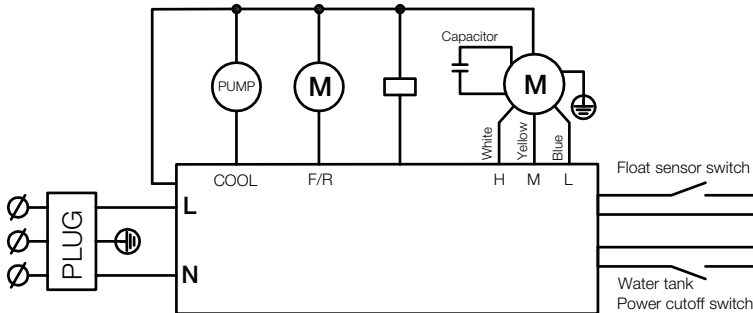 Capacitor
PUMP
M
M
White
Yellow
Blue
COOL
F/R
H
M
L
Float sensor switch
PLUG
L
N
Water tank
Power cutoff switch